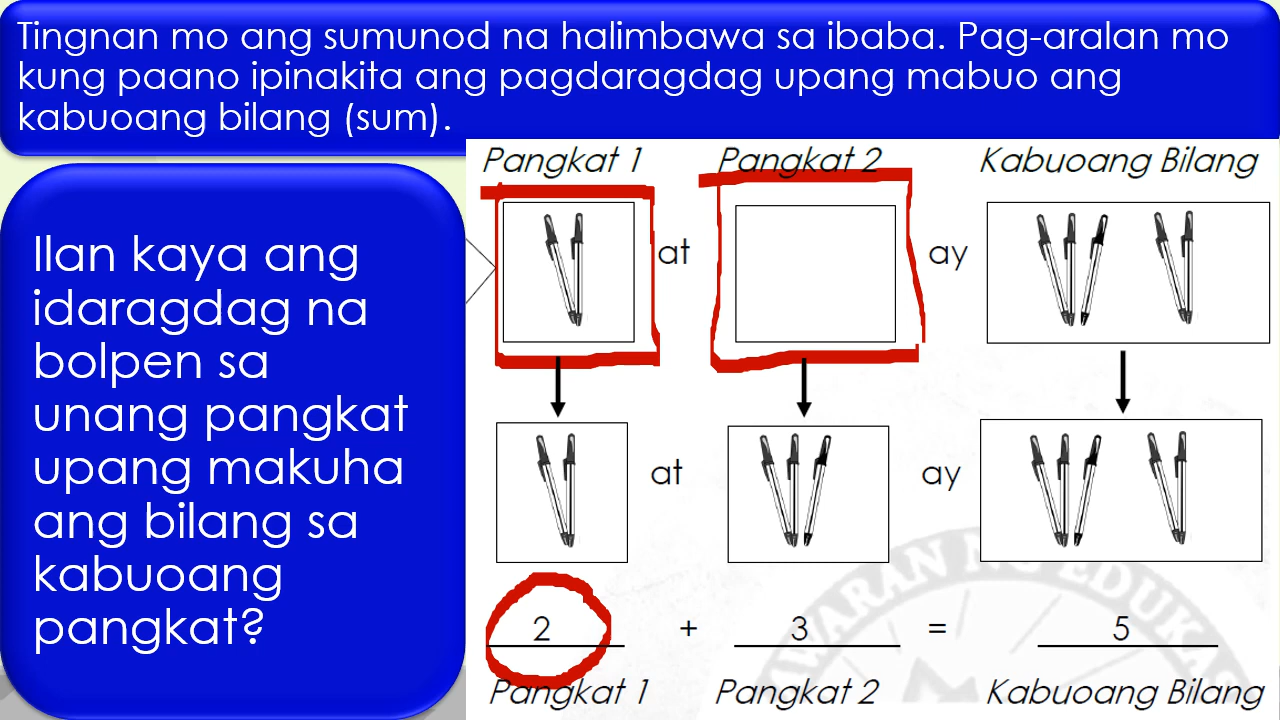 Tingnan mo ang sumunod na halimbawa sa ibaba. Pag-aralan mo
kung paano ipinakita ang pagdaragdag upang mabuo ang
kabuoang bilang (sum).
Ilan kaya ang
idaragdag na
bolpen sa
unang pangkat
upang makuha
ang bilang sa
kabuoang
pangkat?
Pangkat 1 Pangkat 2 Kabuoang Bilang
at ay
at ay
2 + 3 = 5
Pangkat 1 Pangkat 2 Kabuoang Bilang